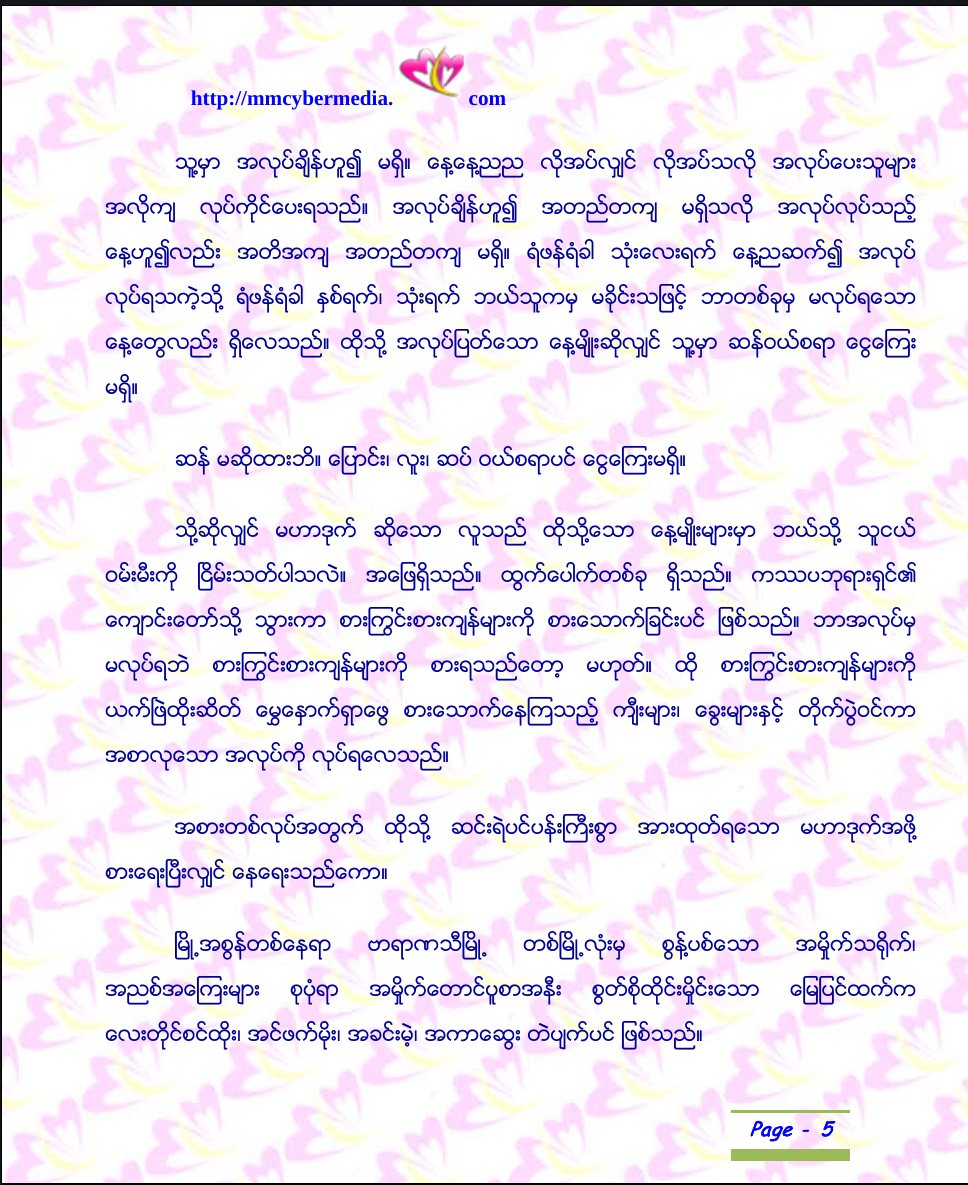 http://mmcybermedia. com
သူ့မှာ အလုပ်ချိန်ဟူ၍ မရှိ။ နေ့နေ့ညည လိုအပ်လျှင် လိုအပ်သလို အလုပ်ပေးသူများ
အလိုကျ လုပ်ကိုင်ပေးရသည်။ အလုပ်ချိန်ဟူ၍ အတည်တကျ မရှိသလို အလုပ်လုပ်သည့်
နေ့ဟူ၍လည်း အတိအကျ အတည်တကျ မရှိ။ ရံဖန်ရံခါ သုံးလေးရက် နေ့ညဆက်၍ အလုပ်
လုပ်ရသကဲ့သို့ ရံဖန်ရံခါ နှစ်ရက်၊ သုံးရက် ဘယ်သူကမှ မခိုင်းသဖြင့် ဘာတစ်ခုမှ မလုပ်ရသော
နေ့တွေလည်း ရှိလေသည်။ ထိုသို့ အလုပ်ပြတ်သော နေ့မျိုးဆိုလျှင် သူ့မှာ ဆန်ဝယ်စရာ ငွေကြေး
မရှိ။
ဆန် မဆိုထားဘိ။ ပြောင်း၊ လူး၊ ဆပ် ဝယ်စရာပင် ငွေကြေးမရှိ။
သို့ဆိုလျှင် မဟာဒုက် ဆိုသော လူသည် ထိုသို့သော နေ့မျိုးများမှာ ဘယ်သို့ သူငယ်
ဝမ်းမီးကို ငြိမ်းသတ်ပါသလဲ။ အဖြေရှိသည်။ ထွက်ပေါက်တစ်ခု ရှိသည်။ ကဿပဘုရားရှင်၏
ကျောင်းတော်သို့ သွားကာ စားကြွင်းစားကျန်များကို စားသောက်ခြင်းပင် ဖြစ်သည်။ ဘာအလုပ်မှ
မလုပ်ရဘဲ စားကြွင်းစားကျန်များကို စားရသည်တော့ မဟုတ်။ ထို စားကြွင်းစားကျန်များကို
ယက်ဖြဲထိုးဆိတ် မွှေနှောက်ရှာဖွေ စားသောက်နေကြသည့် ကျီးများ၊ ခွေးများနှင့် တိုက်ပွဲဝင်ကာ
အစာလုသော အလုပ်ကို လုပ်ရလေသည်။
အစားတစ်လုပ်အတွက် ထိုသို့ ဆင်းရဲပင်ပန်းကြီးစွာ အားထုတ်ရသော မဟာဒုက်အဖို့
စားရေးပြီးလျှင် နေရေးသည်ကော။
မြို့အစွန်တစ်နေရာ ဗာရာဏသီမြို့ တစ်မြို့လုံးမှ စွန့်ပစ်သော အမှိုက်သရိုက်၊
အညစ်အကြေးများ စုပုံရာ အမှိုက်တောင်ပူစာအနီး စွတ်စိုထိုင်းမှိုင်းသော မြေပြင်ထက်က
လေးတိုင်စင်ထိုး၊ အင်ဖက်မိုး၊ အခင်းမဲ့၊ အကာဆွေး တဲပျက်ပင် ဖြစ်သည်။
Page - 5